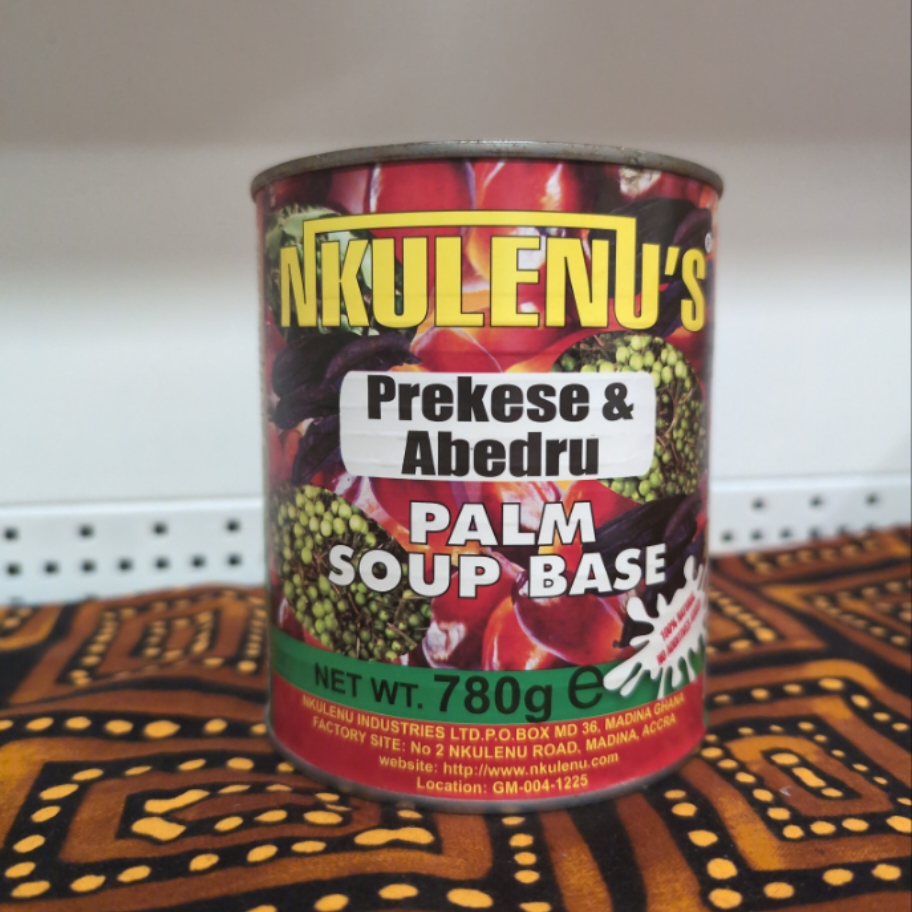 NKULENU'S
Prekese &
Abedru
PALM
SOUP BASE
NET WT. 780g e
NKULENU INDUSTRIES LTD.P.O.BOX MD 36, MADINA GHANA
FACTORY SITE: No 2 NKULENU ROAD, MADINA, ACCRA
website: http://www.nkulenu.com
Location: GM-004-1225